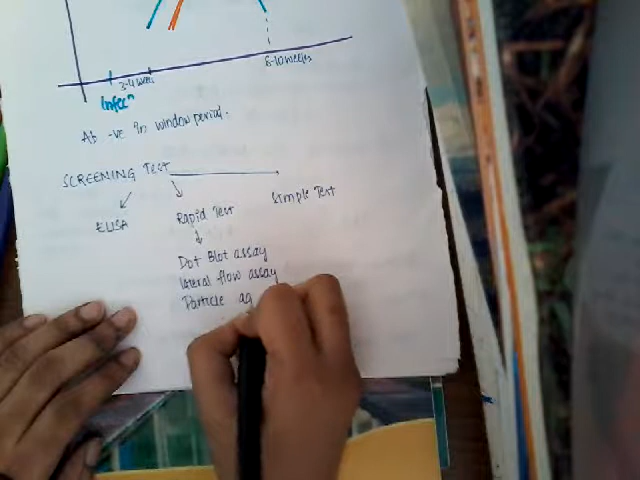 3-4 weeks
8-10 weeks
Infecⁿ
Ab -ve in window period.
SCREENING Test
ELISA
Rapid Test
Simple Test
Dot Blot assay
lateral flow assay
Particle ag